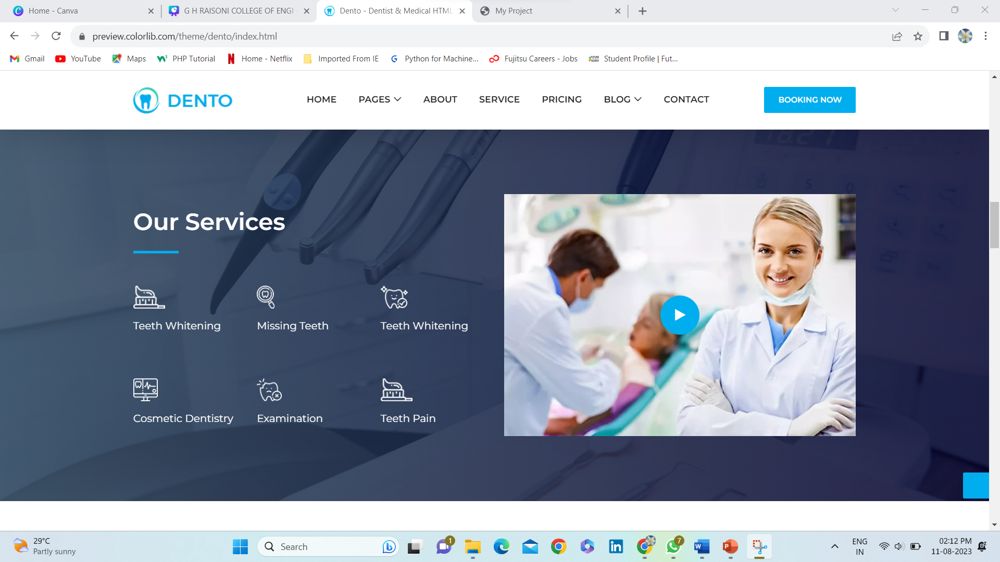 Home - Canva
G H RAISONI COLLEGE OF ENGI
Dento - Dentist & Medical HTML
My Project
preview.colorlib.com/theme/dento/index.html
Gmail YouTube Maps PHP Tutorial Home - Netflix Imported From IE Python for Machine... Fujitsu Careers - Jobs Student Profile | Fut...
DENTO
HOME PAGES ABOUT SERVICE PRICING BLOG CONTACT
BOOKING NOW
Our Services
Teeth Whitening Missing Teeth Teeth Whitening
Cosmetic Dentistry Examination Teeth Pain
29°C
Partly sunny
Search
1
7
ENG
IN
02:12 PM
11-08-2023